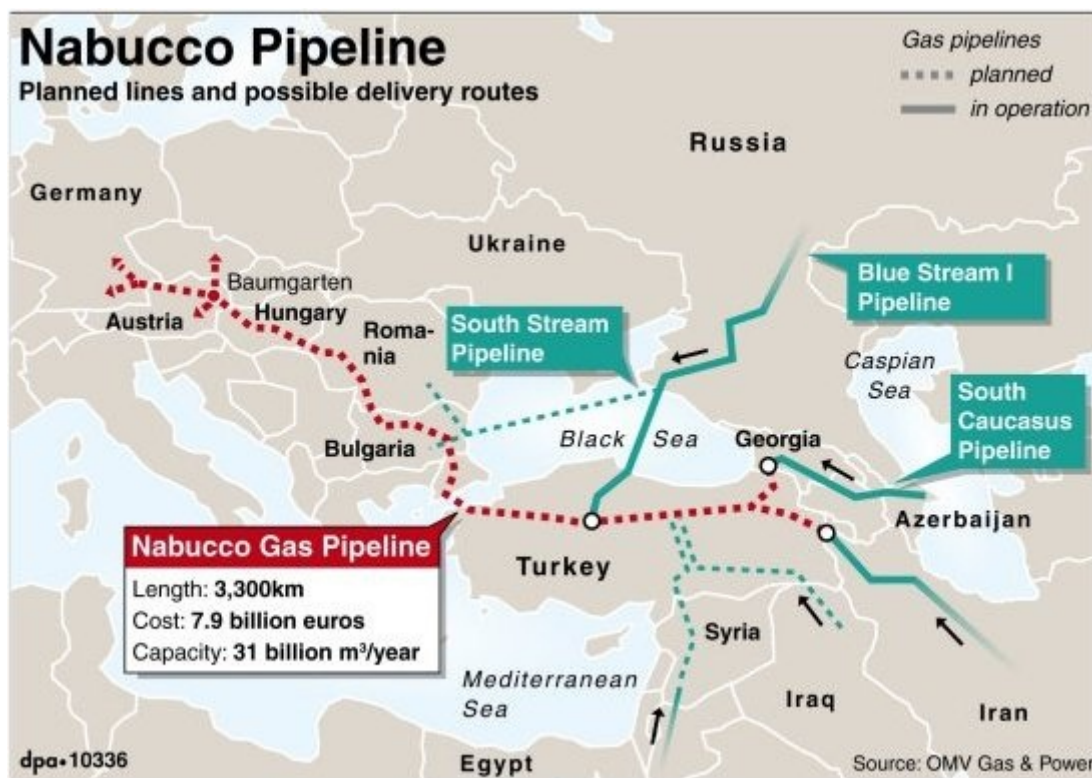 Nabucco Pipeline
Planned lines and possible delivery routes
Gas pipelines
planned
in operation
Russia
Germany
Ukraine
Blue Stream I
Pipeline
Baumgarten
Hungary
Austria
Roma-
nia
South Stream
Pipeline
Caspian
Sea
South
Caucasus
Pipeline
Bulgaria
Black Sea
Georgia
Azerbaijan
Nabucco Gas Pipeline
Length: 3,300km
Cost: 7.9 billion euros
Capacity: 31 billion m³/year
Turkey
Syria
Mediterranean
Sea
Iraq
Iran
Egypt
dpa•10336
Source: OMV Gas & Power